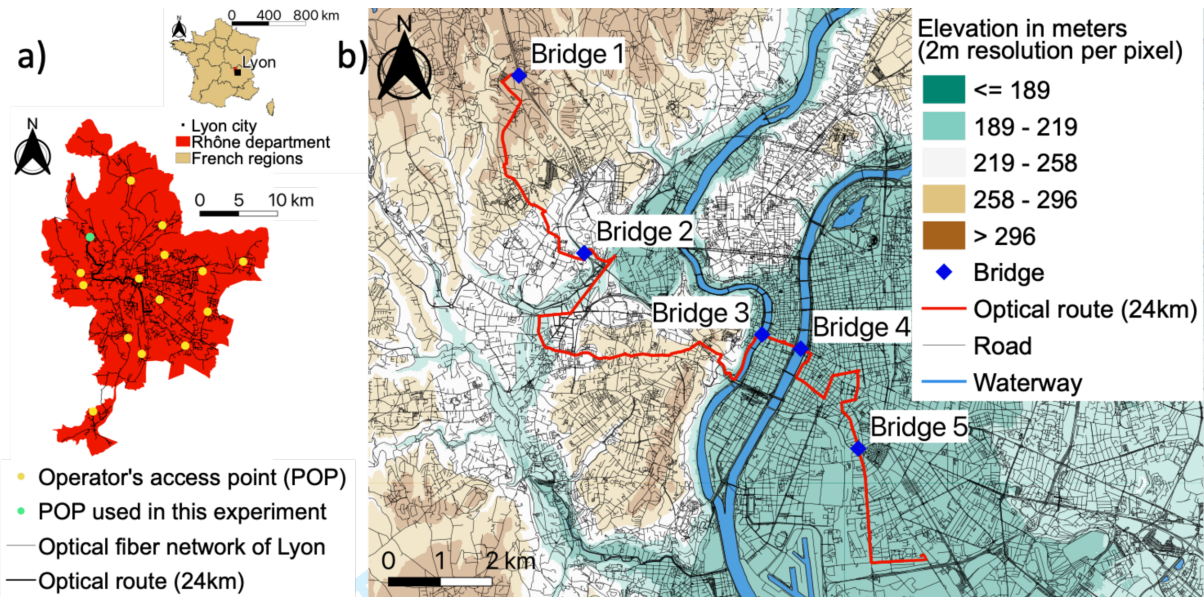 a)
N
0 400 800 km
Lyon
Lyon city
Rhône department
French regions
N
0 5 10 km
Operator's access point (POP)
POP used in this experiment
Optical fiber network of Lyon
Optical route (24km)
b)
N
Bridge 1
Bridge 2
Bridge 3
Bridge 4
Bridge 5
0 1 2 km
Elevation in meters
(2m resolution per pixel)
<= 189
189 - 219
219 - 258
258 - 296
> 296
Bridge
Optical route (24km)
Road
Waterway